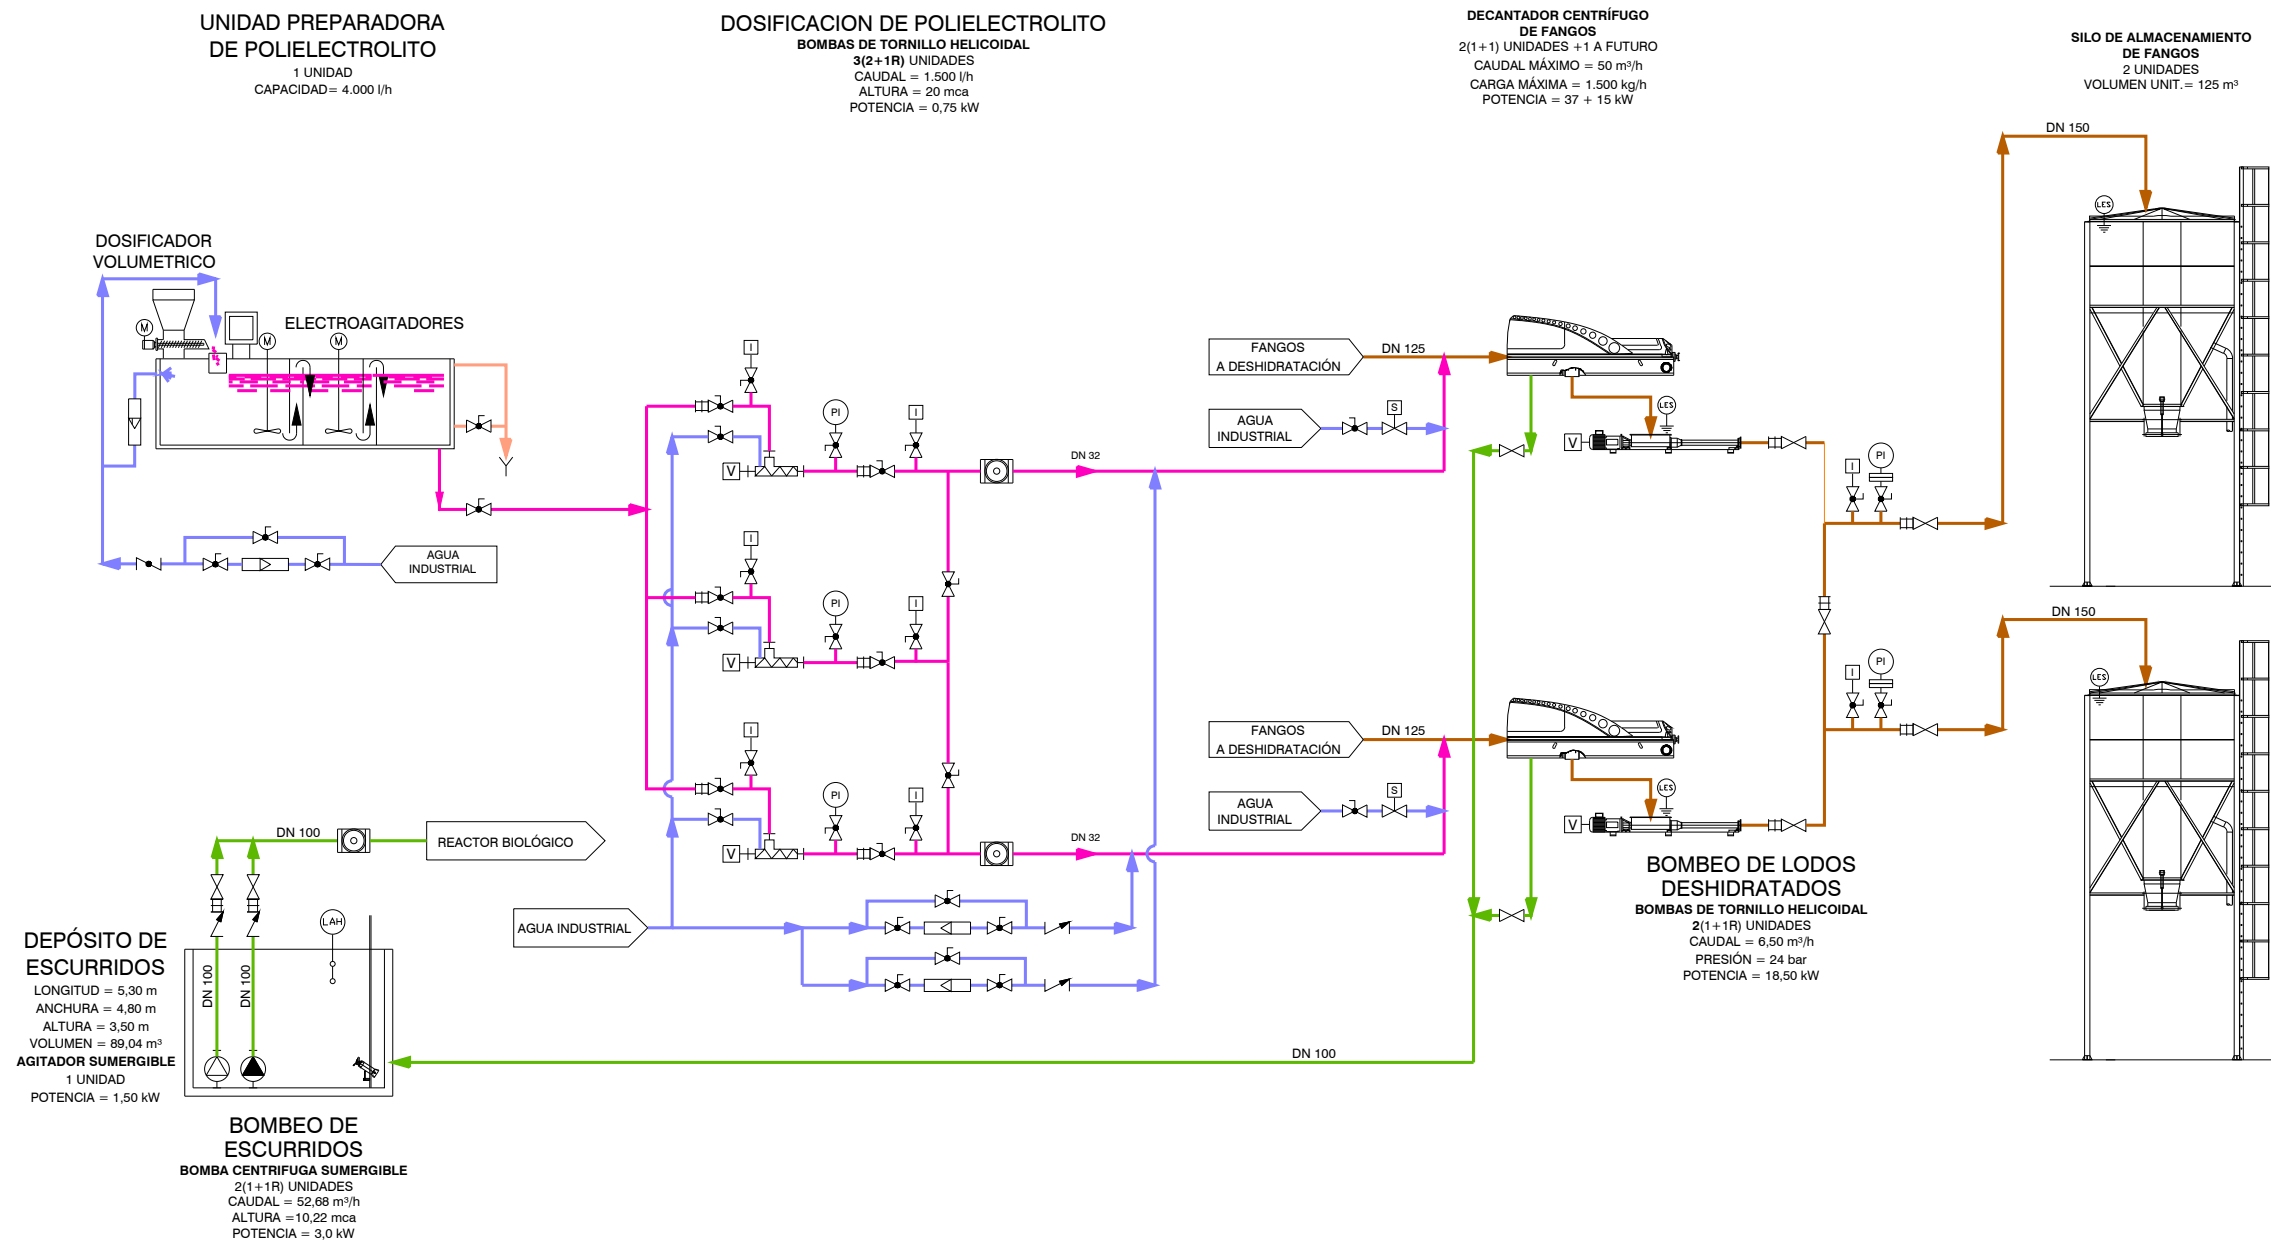 UNIDAD PREPARADORA
DE POLIELECTROLITO
1 UNIDAD
CAPACIDAD= 4.000 l/h
DOSIFICACION DE POLIELECTROLITO
BOMBAS DE TORNILLO HELICOIDAL
3(2+1R) UNIDADES
CAUDAL = 1.500 l/h
ALTURA = 20 mca
POTENCIA = 0,75 kW
DECANTADOR CENTRÍFUGO
DE FANGOS
2(1+1) UNIDADES +1 A FUTURO
CAUDAL MÁXIMO = 50 m³/h
CARGA MÁXIMA = 1.500 kg/h
POTENCIA = 37 + 15 kW
SILO DE ALMACENAMIENTO
DE FANGOS
2 UNIDADES
VOLUMEN UNIT.= 125 m³
DN 150
LES
DOSIFICADOR
VOLUMETRICO
ELECTROAGITADORES
M
M
M
I
PI
I
V
DN 32
FANGOS
A DESHIDRATACIÓN
DN 125
AGUA
INDUSTRIAL
S
LES
V
I
PI
AGUA
INDUSTRIAL
I
PI
I
V
DN 150
LES
I
PI
I
PI
I
V
DN 32
FANGOS
A DESHIDRATACIÓN
DN 125
AGUA
INDUSTRIAL
S
LES
V
BOMBEO DE LODOS
DESHIDRATADOS
BOMBAS DE TORNILLO HELICOIDAL
2(1+1R) UNIDADES
CAUDAL = 6,50 m³/h
PRESIÓN = 24 bar
POTENCIA = 18,50 kW
DN 100
REACTOR BIOLÓGICO
AGUA INDUSTRIAL
LAH
DN 100
DN 100
DEPÓSITO DE
ESCURRIDOS
LONGITUD = 5,30 m
ANCHURA = 4,80 m
ALTURA = 3,50 m
VOLUMEN = 89,04 m³
AGITADOR SUMERGIBLE
1 UNIDAD
POTENCIA = 1,50 kW
DN 100
BOMBEO DE
ESCURRIDOS
BOMBA CENTRIFUGA SUMERGIBLE
2(1+1R) UNIDADES
CAUDAL = 52,68 m³/h
ALTURA =10,22 mca
POTENCIA = 3,0 kW